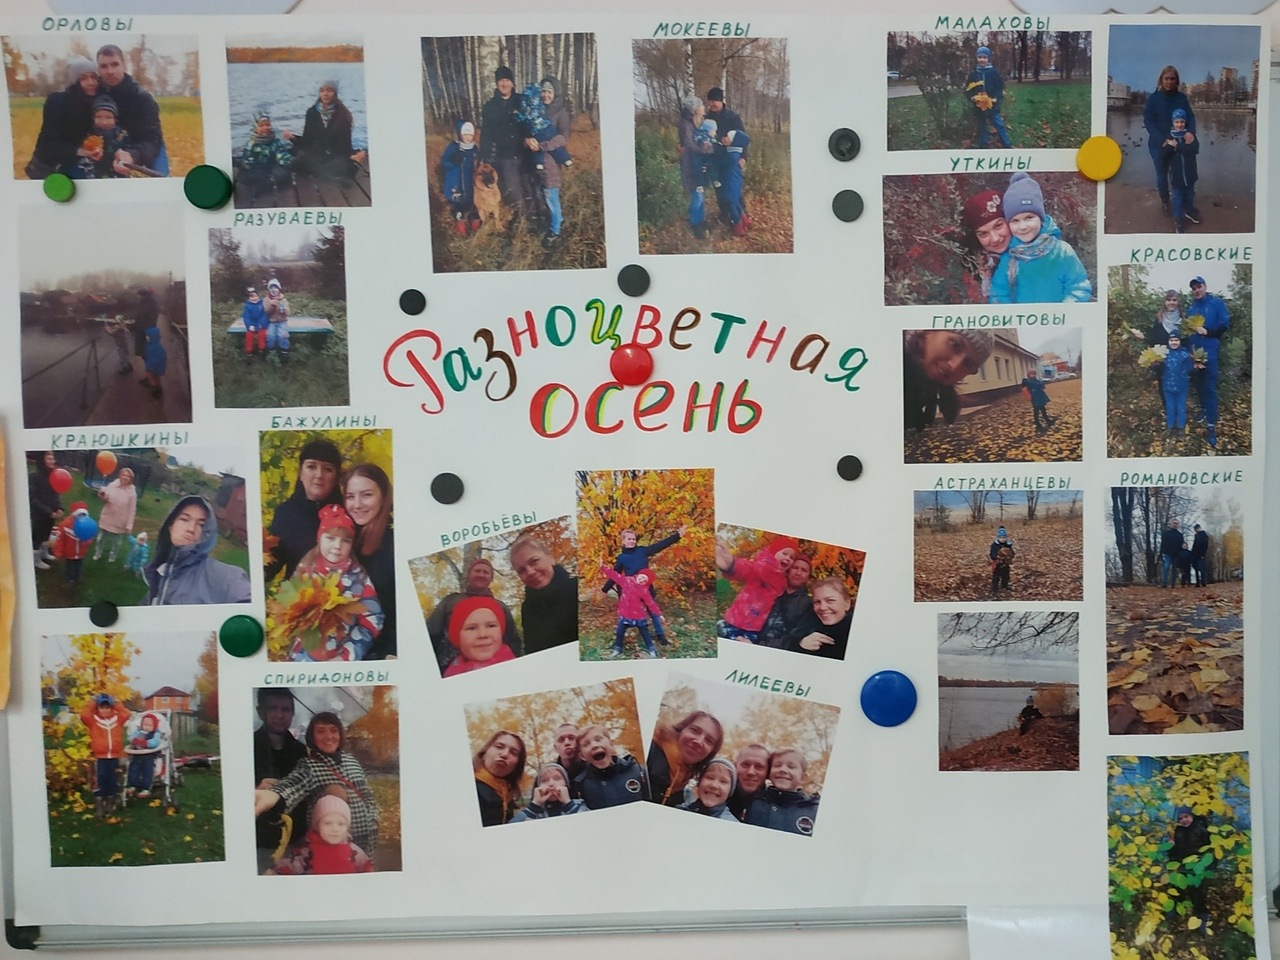 ОРЛОВЫ
МОКЕЕВЫ
МАЛАХОВЫ
УТКИНЫ
РАЗУВАЕВЫ
КРАСОВСКИЕ
Разноцветная
осень
ГРАНОВИТОВЫ
КРАЮШКИНЫ
БАЖУЛИНЫ
АСТРАХАНЦЕВЫ
РОМАНОВСКИЕ
ВОРОБЬЁВЫ
СПИРИДОНОВЫ
ЛИЛЕЕВЫ